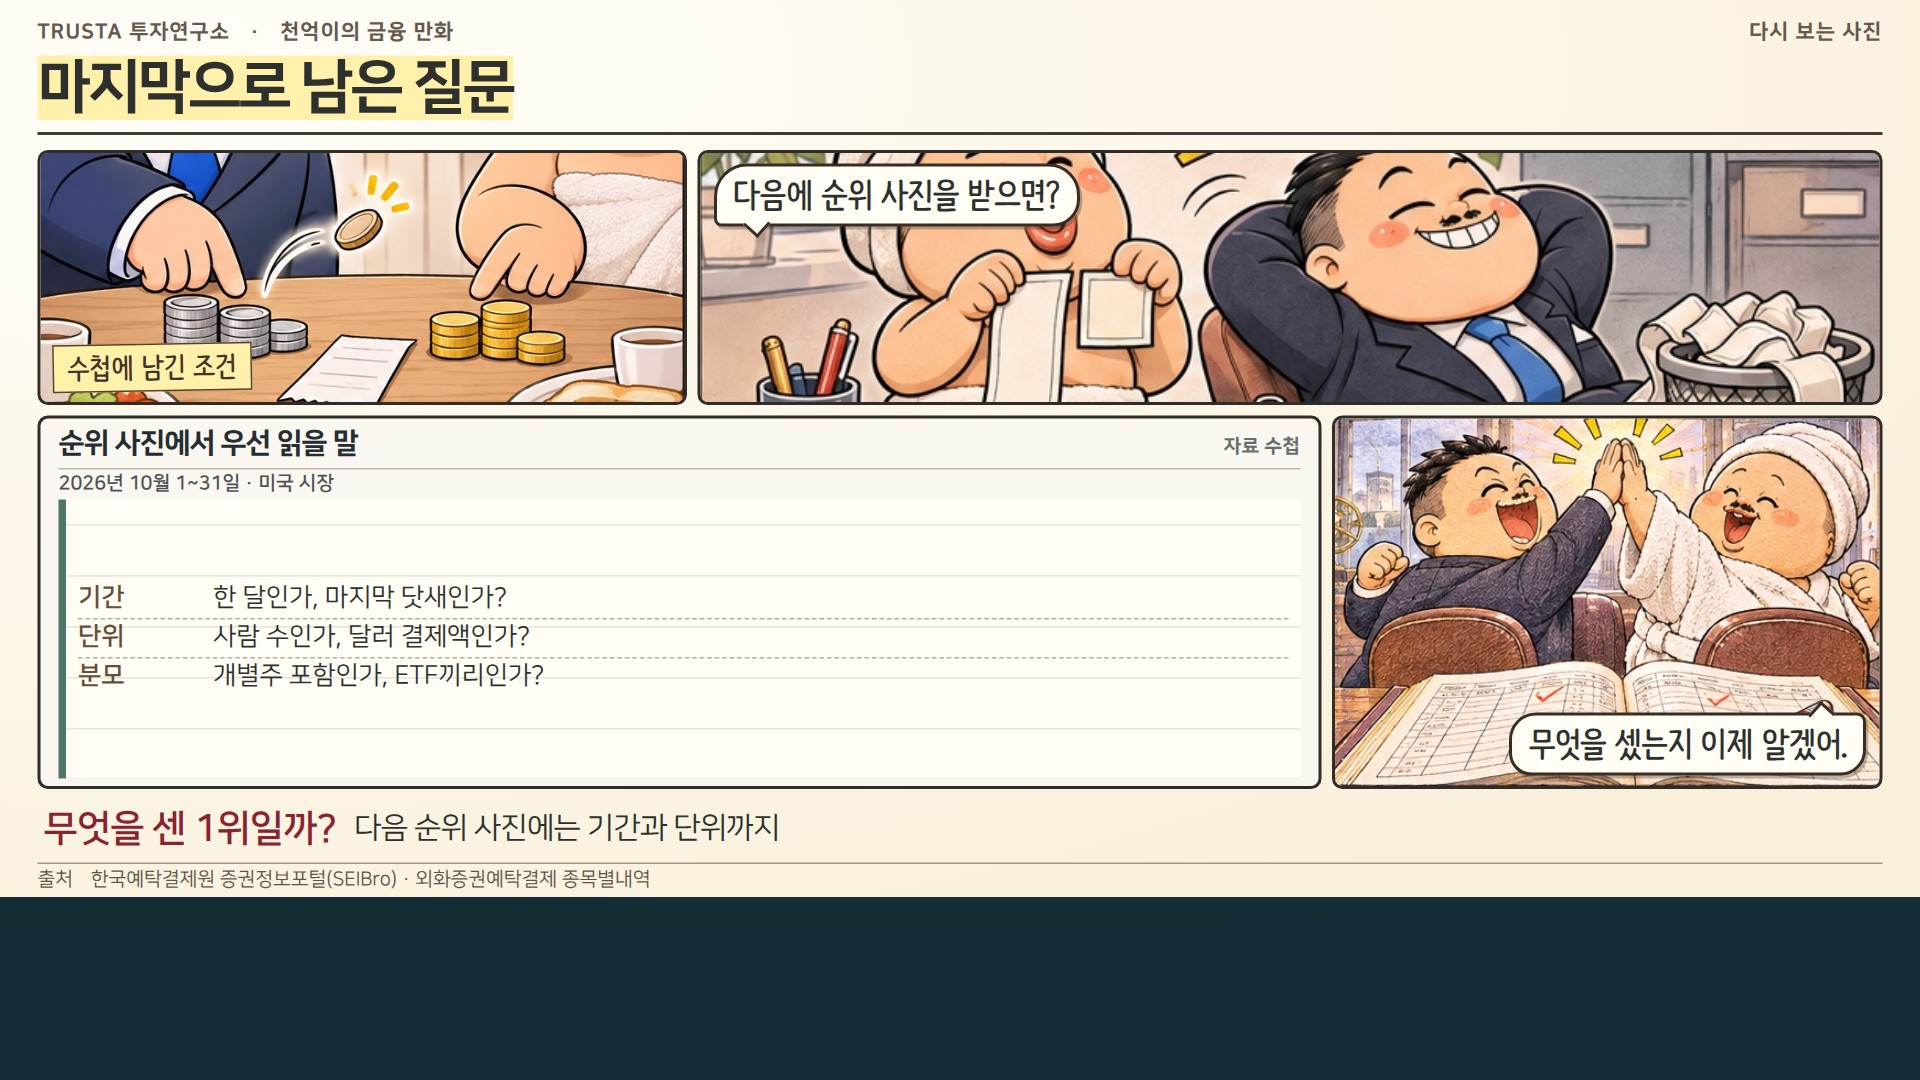 TRUSTA 투자연구소 · 천억이의 금융 만화
다시 보는 사진
마지막으로 남은 질문
수첩에 남긴 조건
다음에 순위 사진을 받으면?
순위 사진에서 우선 읽을 말
자료 수첩
2026년 10월 1~31일 · 미국 시장
기간 한 달인가, 마지막 닷새인가?
단위 사람 수인가, 달러 결제액인가?
분모 개별주 포함인가, ETF끼리인가?
무엇을 셌는지 이제 알겠어.
무엇을 센 1위일까? 다음 순위 사진에는 기간과 단위까지
출처 한국예탁결제원 증권정보포털(SEIBro) · 외화증권예탁결제 종목별내역